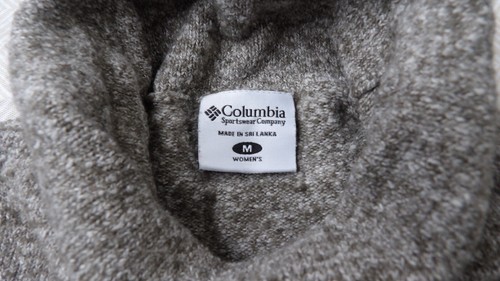 Columbia
Sportswear Company
MADE IN SRI LANKA
M
WOMEN'S